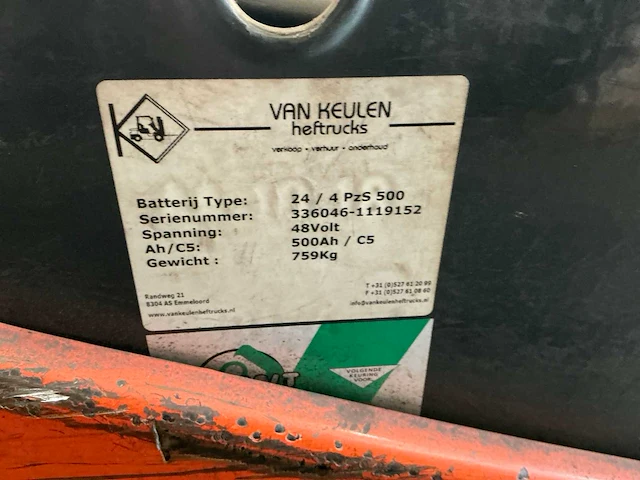 VAN KEULEN
heftrucks
verkoop • verhuur • onderhoud
Batterij Type: 24 / 4 PzS 500
Serienummer: 336046-1119152
Spanning: 48Volt
Ah/C5: 500Ah / C5
Gewicht : 759Kg
Randweg 21
8304 AS Emmeloord
www.vankeulenheftrucks.nl
T +31 (0)527 61 20 90
F +31 (0)527 61 08 60
info@vankeulenheftrucks.nl
VOLGENDE
KEURING
VOOR